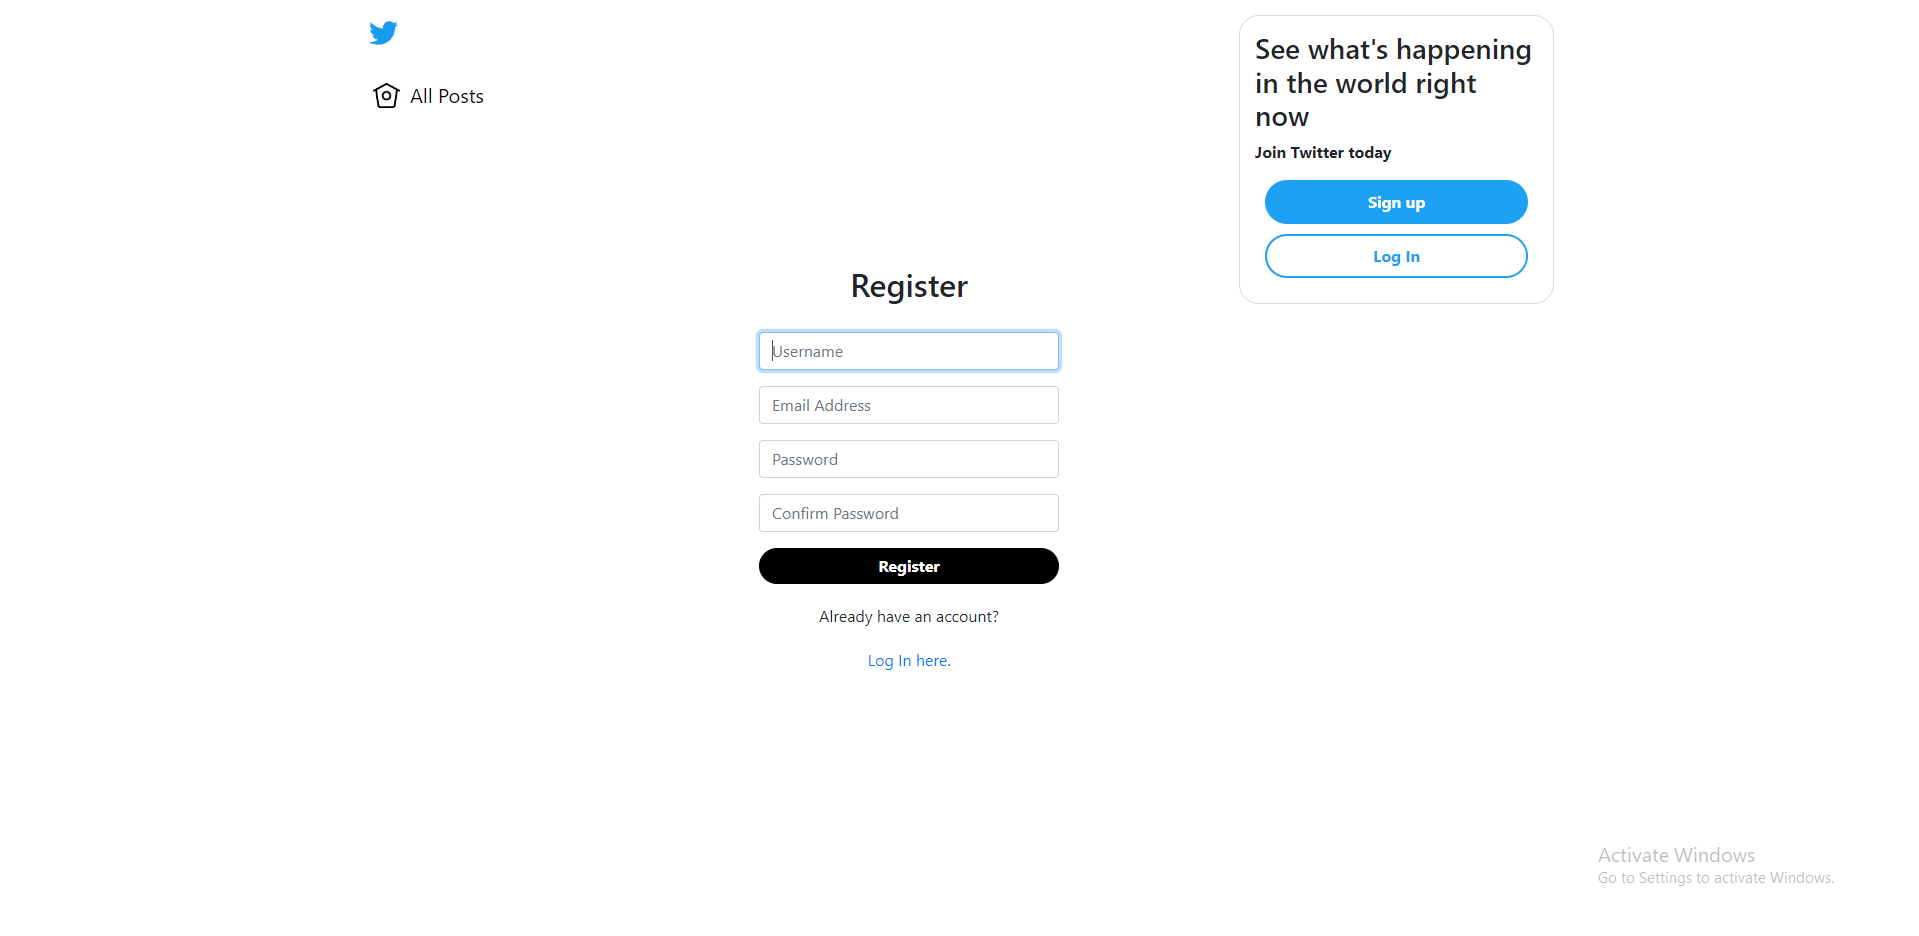 All Posts
See what's happening
in the world right
now
Join Twitter today
Sign up
Log In
Register
Username
Email Address
Password
Confirm Password
Register
Already have an account?
Log In here.
Activate Windows
Go to Settings to activate Windows.